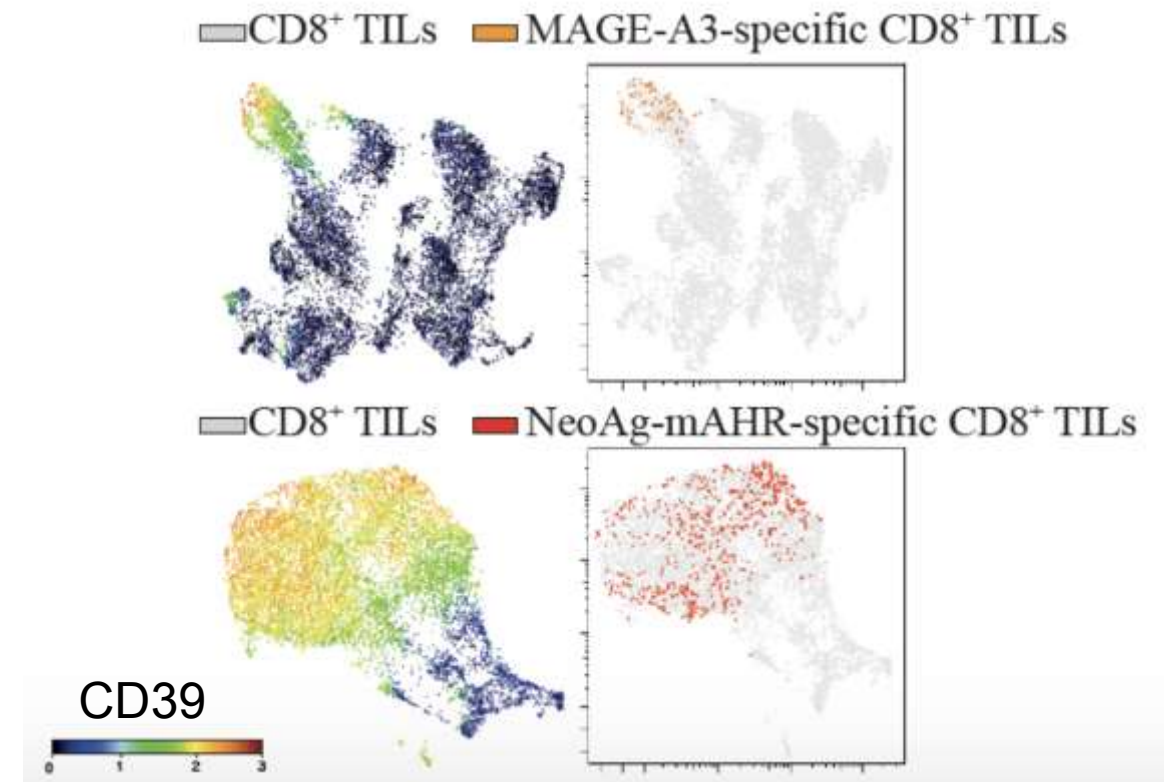 CD8⁺ TILs MAGE-A3-specific CD8⁺ TILs
CD8⁺ TILs NeoAg-mAHR-specific CD8⁺ TILs
CD39
0 1 2 3